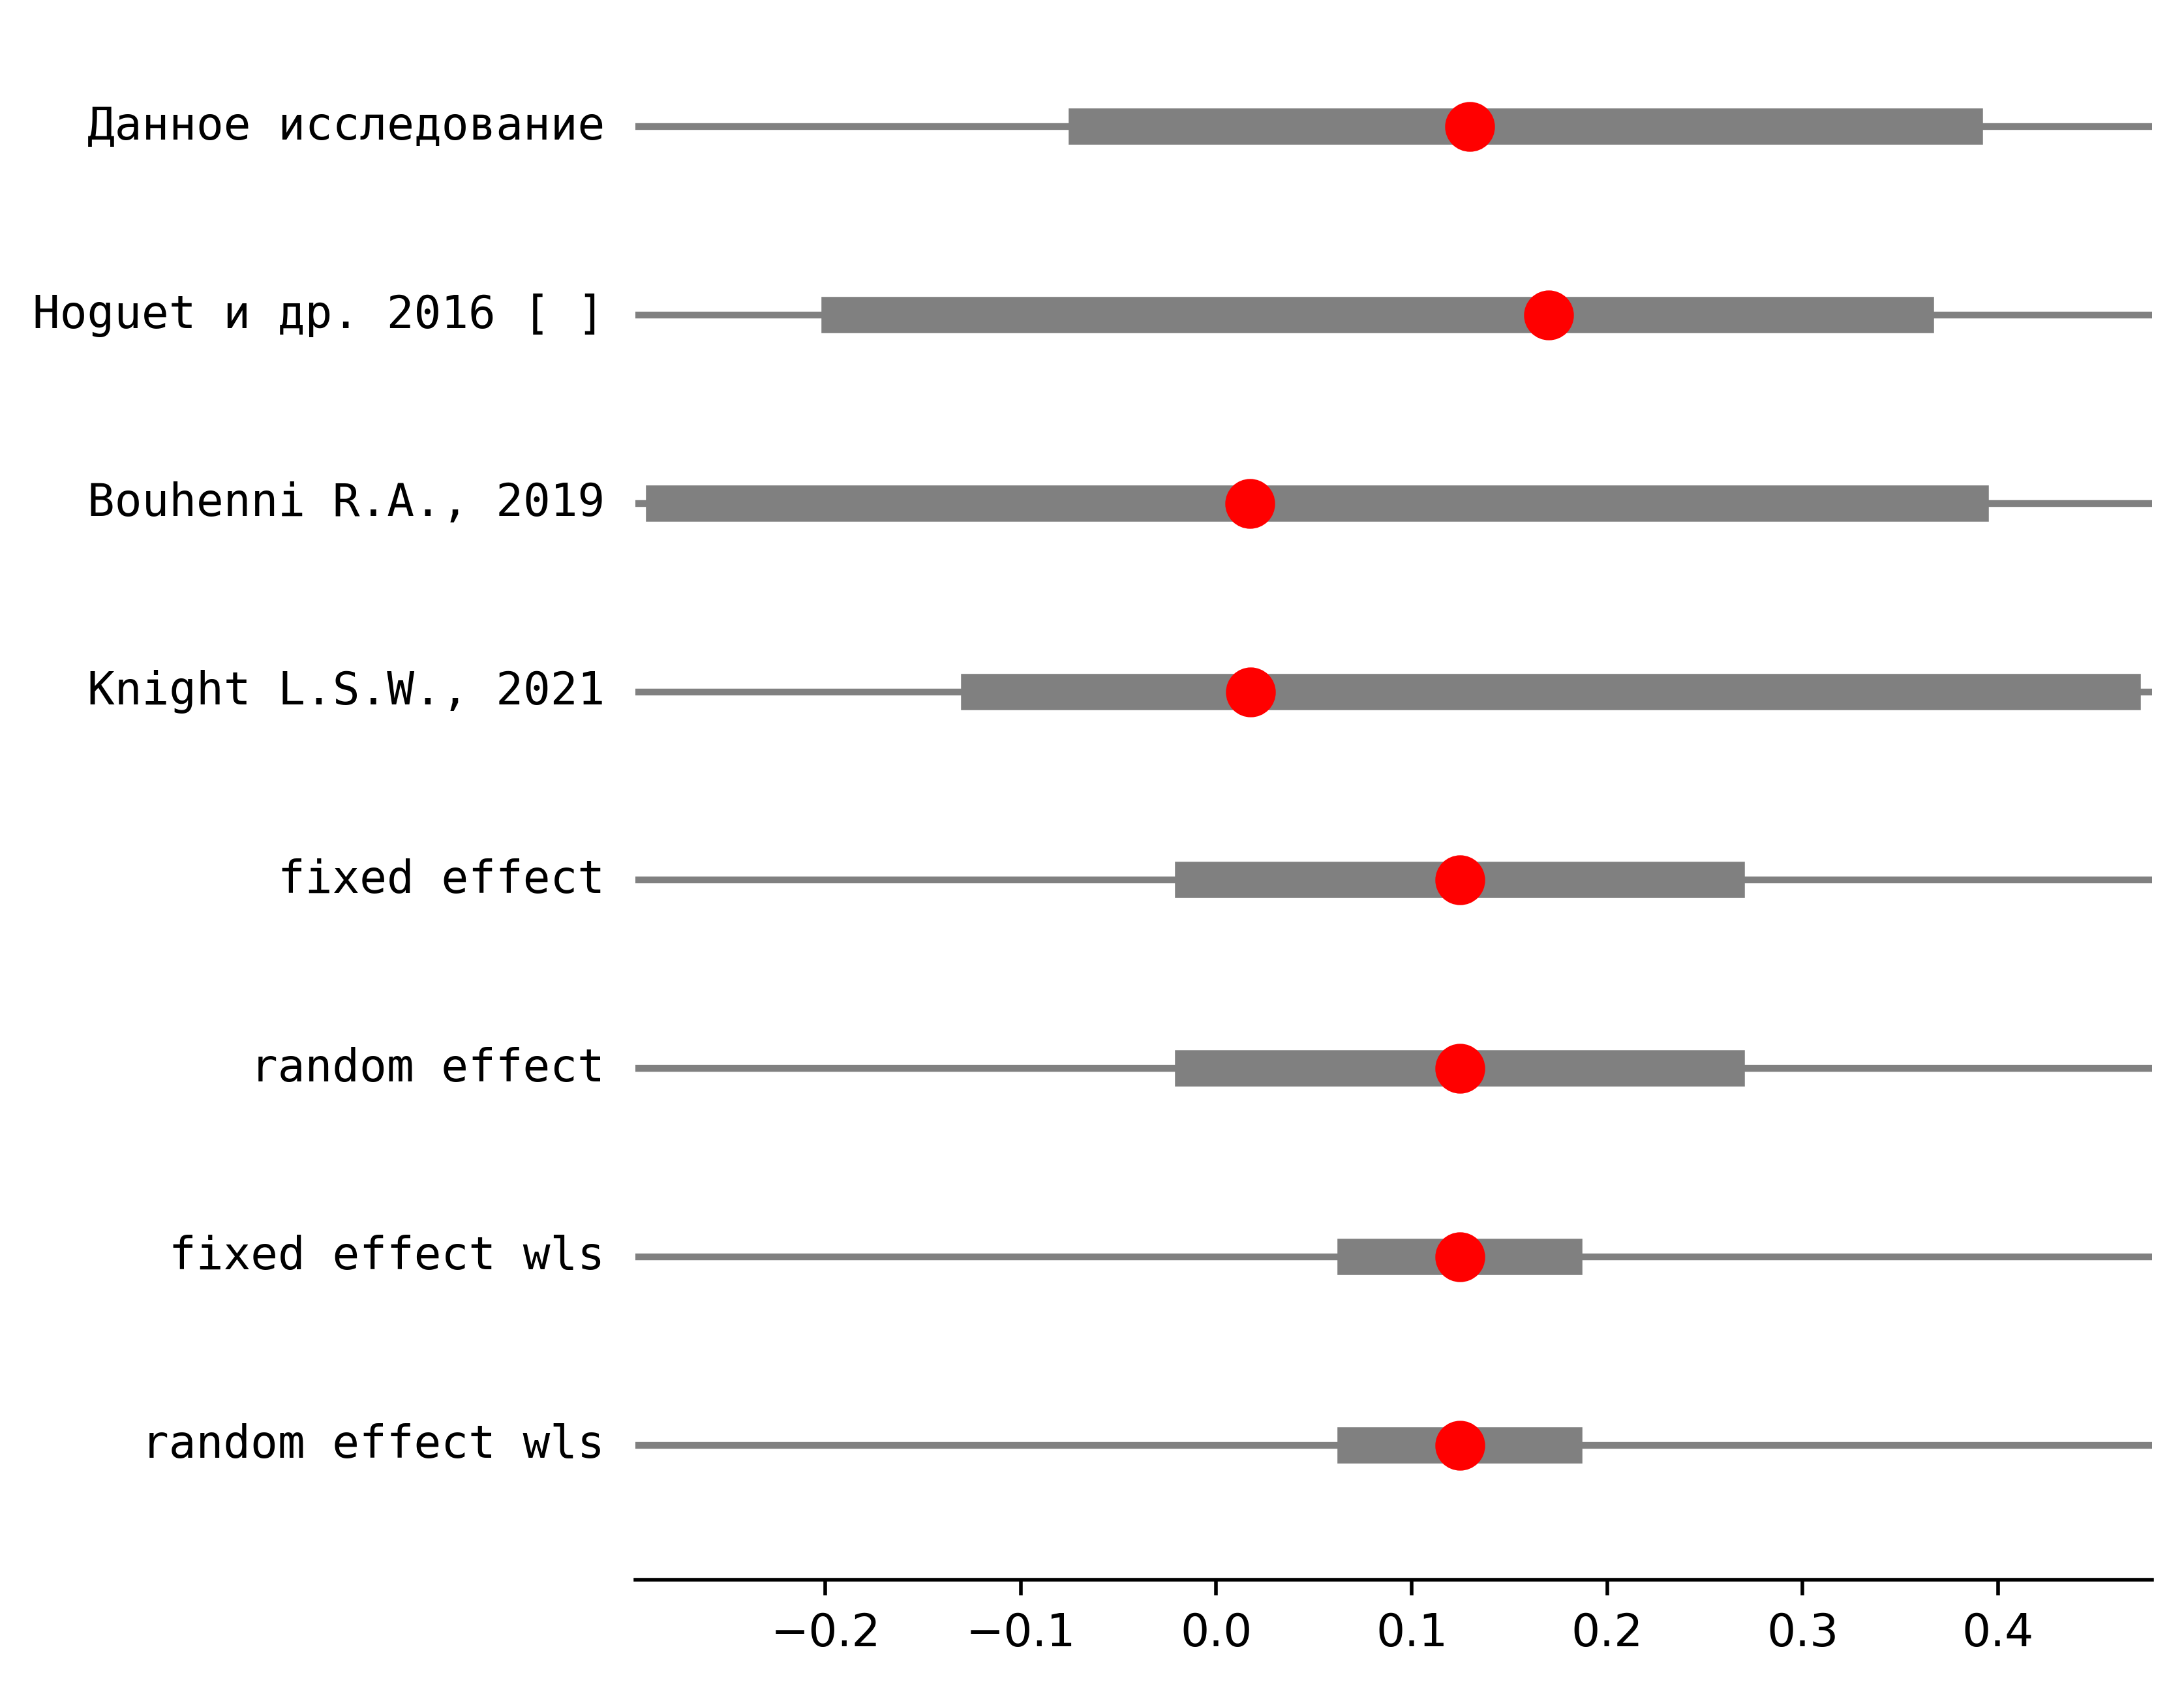 Данное исследование
Hoguet и др. 2016 [ ]
Bouhenni R.A., 2019
Knight L.S.W., 2021
fixed effect
random effect
fixed effect wls
random effect wls
−0.2 −0.1 0.0 0.1 0.2 0.3 0.4